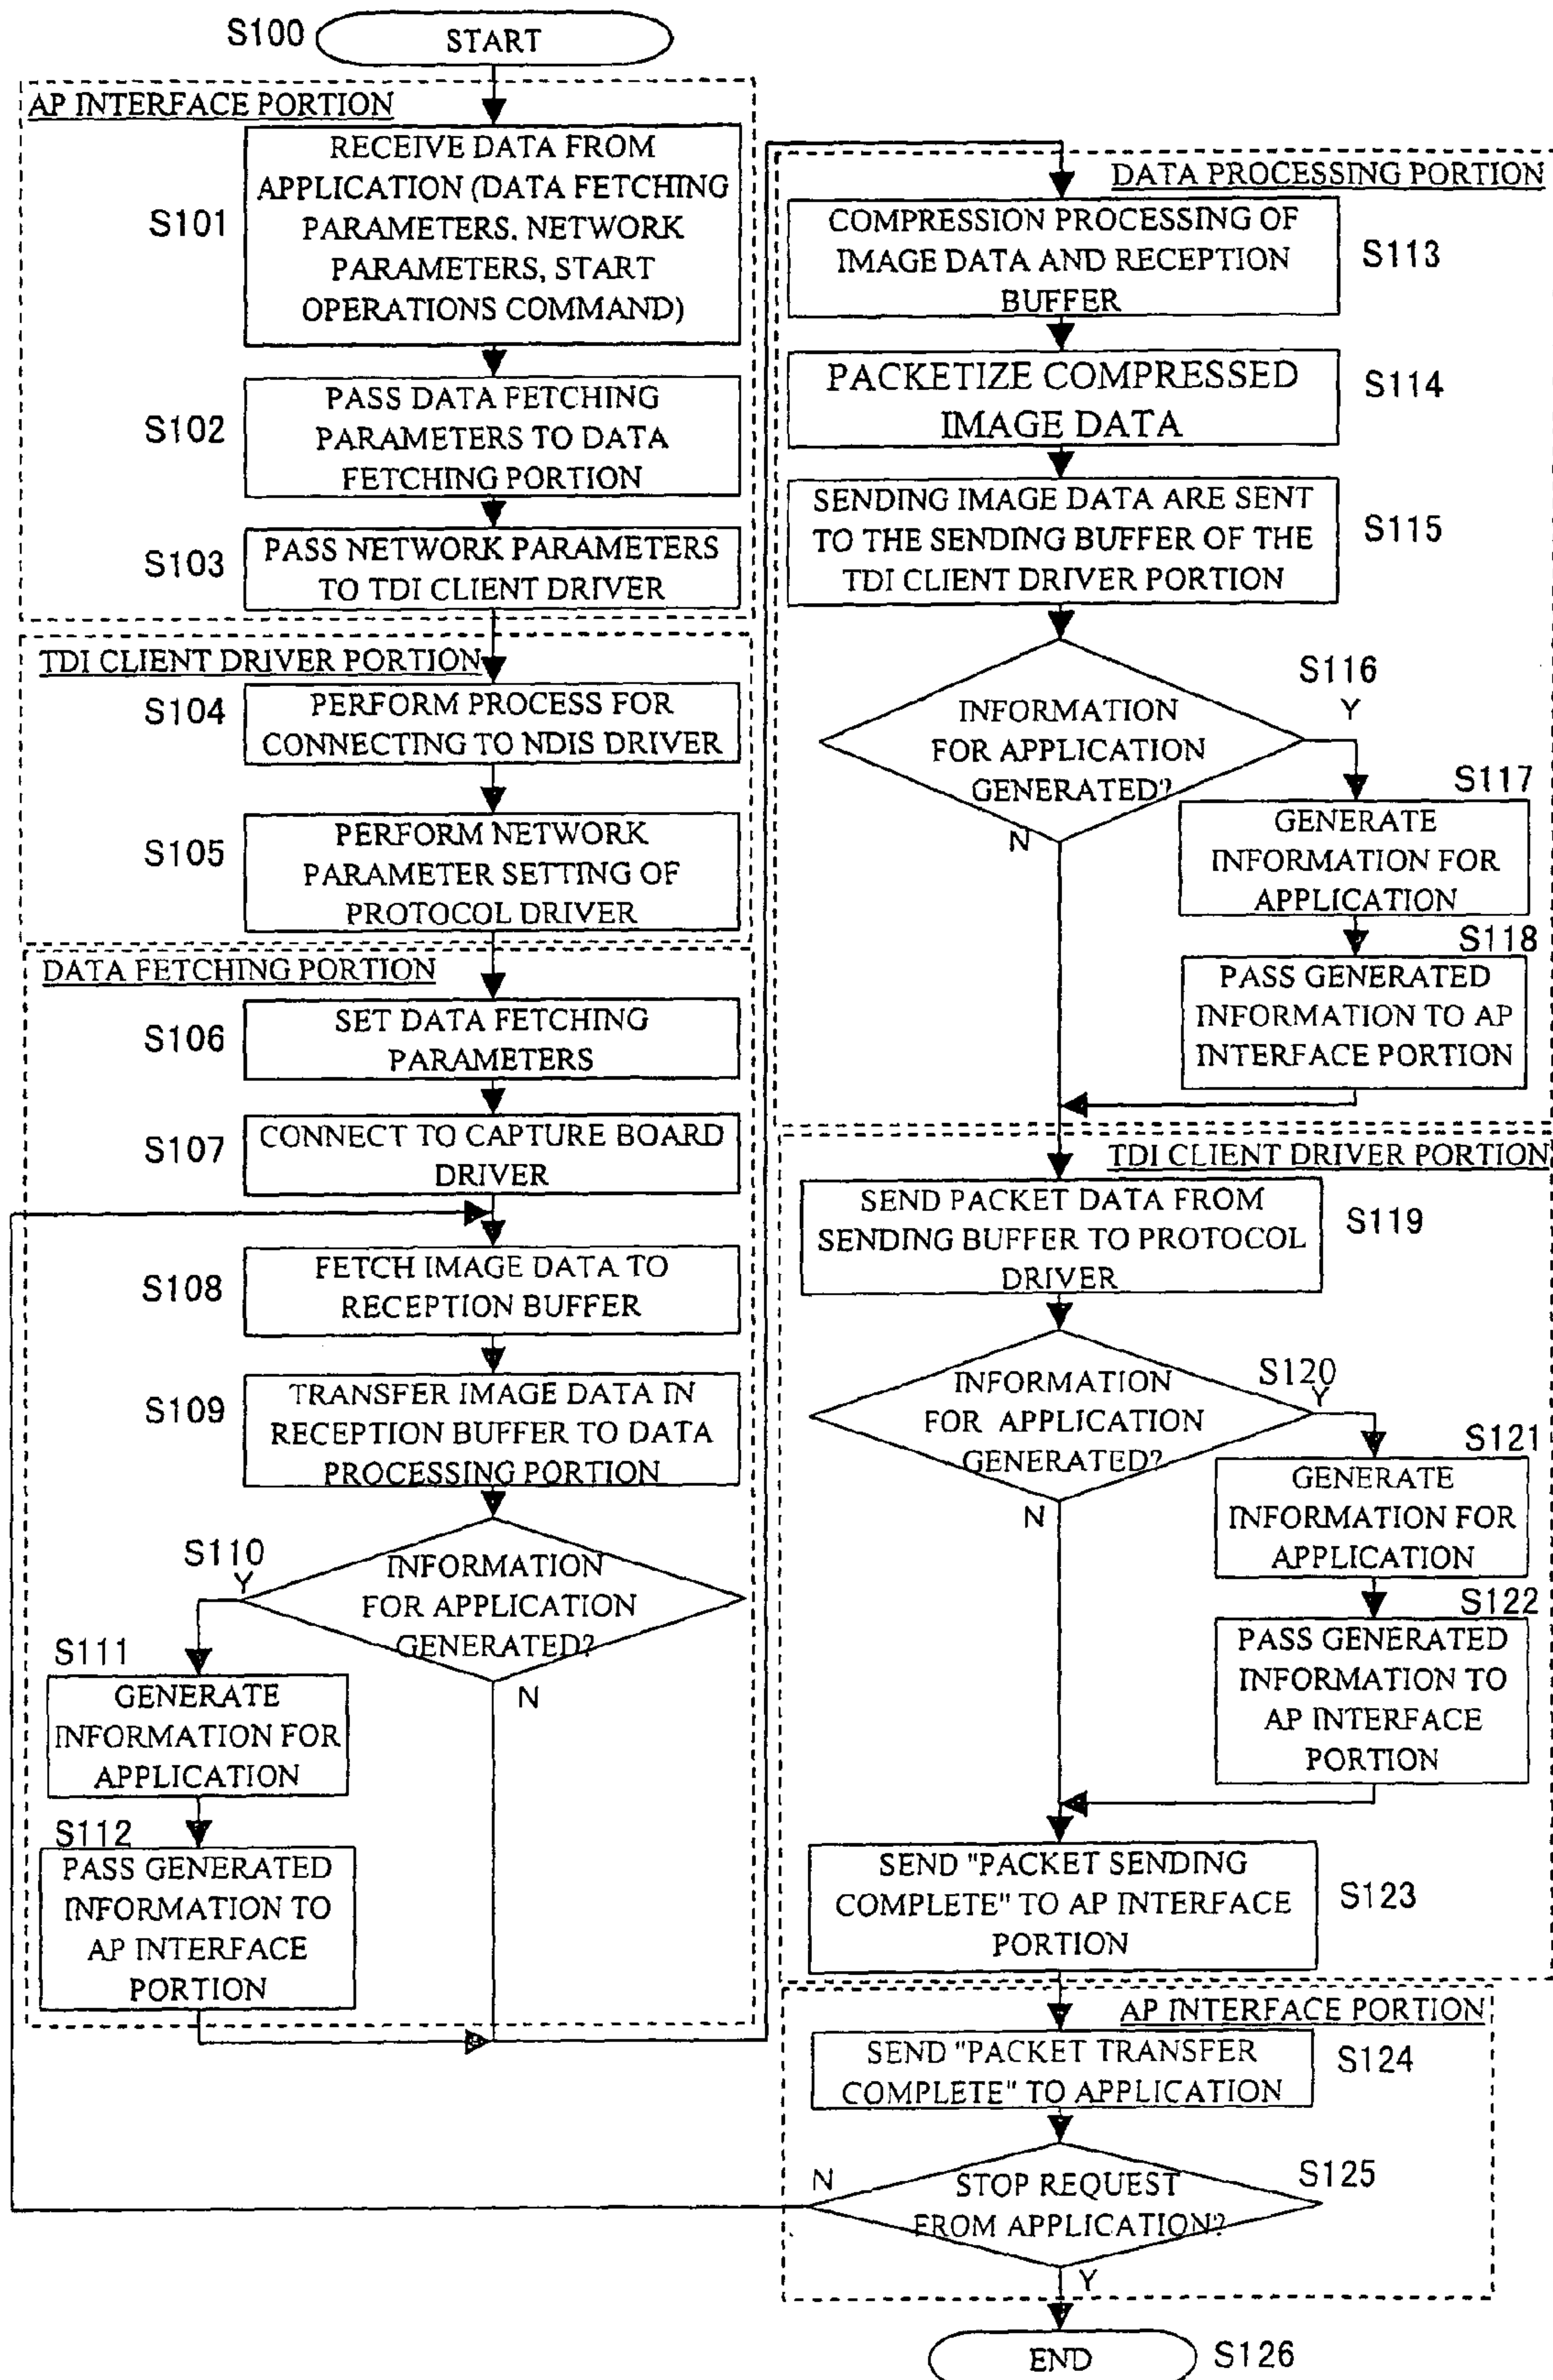 S100
START
AP INTERFACE PORTION
S101
RECEIVE DATA FROM
APPLICATION (DATA FETCHING
PARAMETERS, NETWORK
PARAMETERS, START
OPERATIONS COMMAND)
S102
PASS DATA FETCHING
PARAMETERS TO DATA
FETCHING PORTION
S103
PASS NETWORK PARAMETERS
TO TDI CLIENT DRIVER
TDI CLIENT DRIVER PORTION
S104
PERFORM PROCESS FOR
CONNECTING TO NDIS DRIVER
S105
PERFORM NETWORK
PARAMETER SETTING OF
PROTOCOL DRIVER
DATA FETCHING PORTION
S106
SET DATA FETCHING
PARAMETERS
S107
CONNECT TO CAPTURE BOARD
DRIVER
S108
FETCH IMAGE DATA TO
RECEPTION BUFFER
S109
TRANSFER IMAGE DATA IN
RECEPTION BUFFER TO DATA
PROCESSING PORTION
S110
Y
INFORMATION
FOR APPLICATION
GENERATED?
N
S111
GENERATE
INFORMATION FOR
APPLICATION
S112
PASS GENERATED
INFORMATION TO
AP INTERFACE
PORTION
DATA PROCESSING PORTION
COMPRESSION PROCESSING OF
IMAGE DATA AND RECEPTION
BUFFER
S113
PACKETIZE COMPRESSED
IMAGE DATA
S114
SENDING IMAGE DATA ARE SENT
TO THE SENDING BUFFER OF THE
TDI CLIENT DRIVER PORTION
S115
INFORMATION
FOR APPLICATION
GENERATED?
S116
Y
N
S117
GENERATE
INFORMATION FOR
APPLICATION
S118
PASS GENERATED
INFORMATION TO AP
INTERFACE PORTION
TDI CLIENT DRIVER PORTION
SEND PACKET DATA FROM
SENDING BUFFER TO PROTOCOL
DRIVER
S119
INFORMATION
FOR APPLICATION
GENERATED?
S120
Y
N
S121
GENERATE
INFORMATION FOR
APPLICATION
S122
PASS GENERATED
INFORMATION TO
AP INTERFACE
PORTION
SEND "PACKET SENDING
COMPLETE" TO AP INTERFACE
PORTION
S123
AP INTERFACE PORTION
SEND "PACKET TRANSFER
COMPLETE" TO APPLICATION
S124
N
STOP REQUEST
FROM APPLICATION?
S125
Y
END
S126